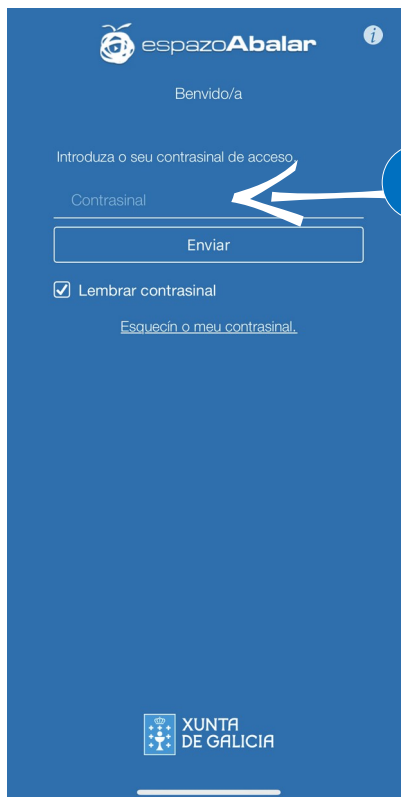 espazoAbalar
Benvido/a
Introduza o seu contrasinal de acceso.
Contrasinal
Enviar
Lembrar contrasinal
Esquecín o meu contrasinal.
XUNTA
DE GALICIA